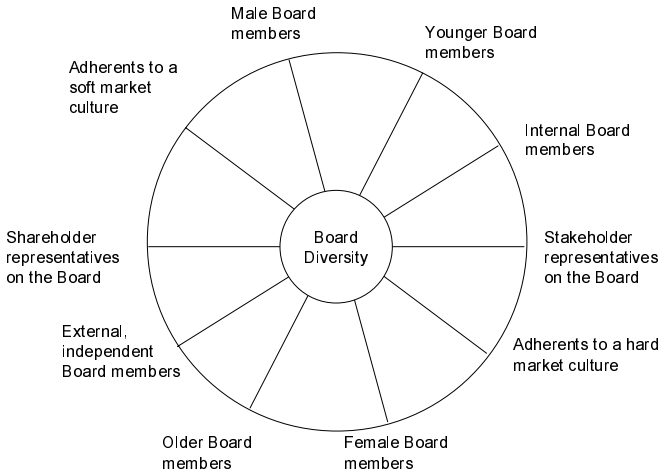 Male Board
members
Younger Board
members
Adherents to a
soft market
culture
Internal Board
members
Shareholder
representatives
on the Board
Board
Diversity
Stakeholder
representatives
on the Board
External,
independent
Board members
Adherents to a hard
market culture
Older Board
members
Female Board
members